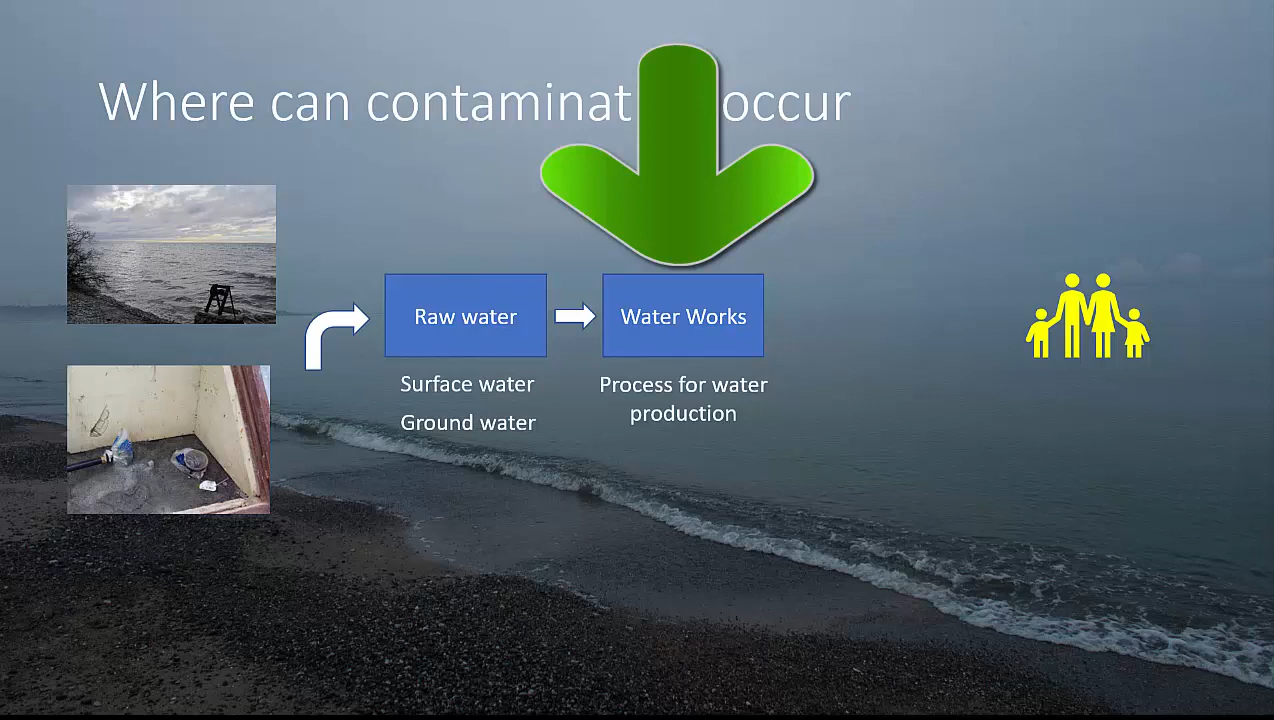 Where can contaminat occur
Raw water
Water Works
Surface water
Ground water
Process for water
production